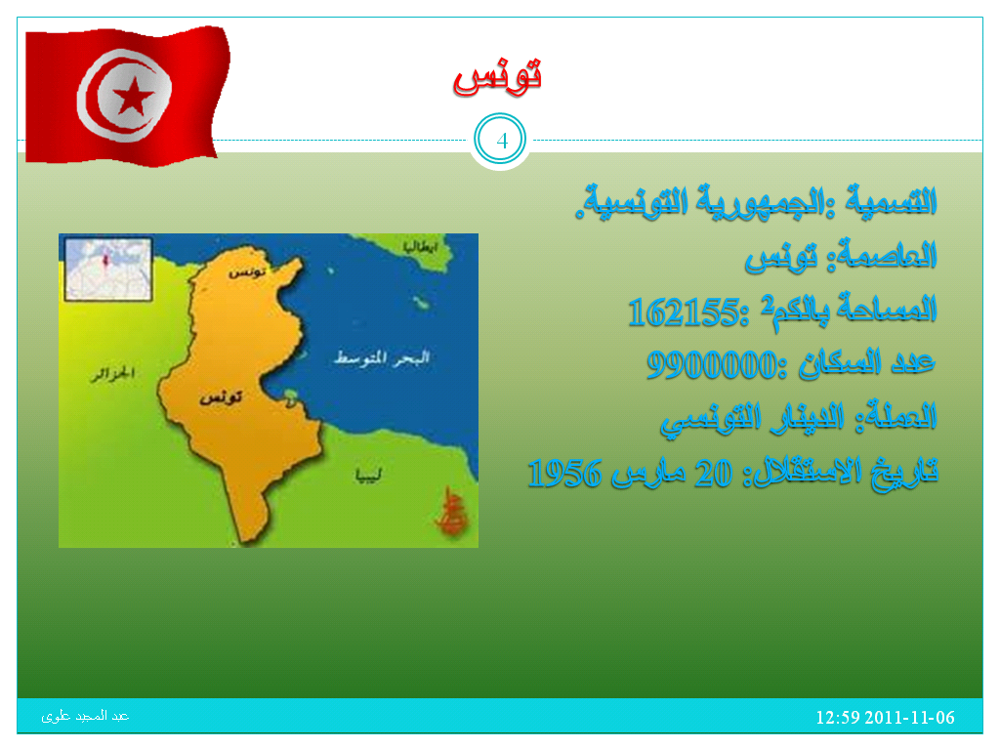 تونس
4
التسمية :الجمهورية التونسية.
العاصمة: تونس
المساحة بالكم² :162155
عدد السكان :9900000
العملة: الدينار التونسي
تاريخ الاستقلال: 20 مارس 1956
ايطاليا
تونس
البحر المتوسط
الجزائر
تونس
ليبيا
12:59 2011-11-06
عبد المجيد علوي